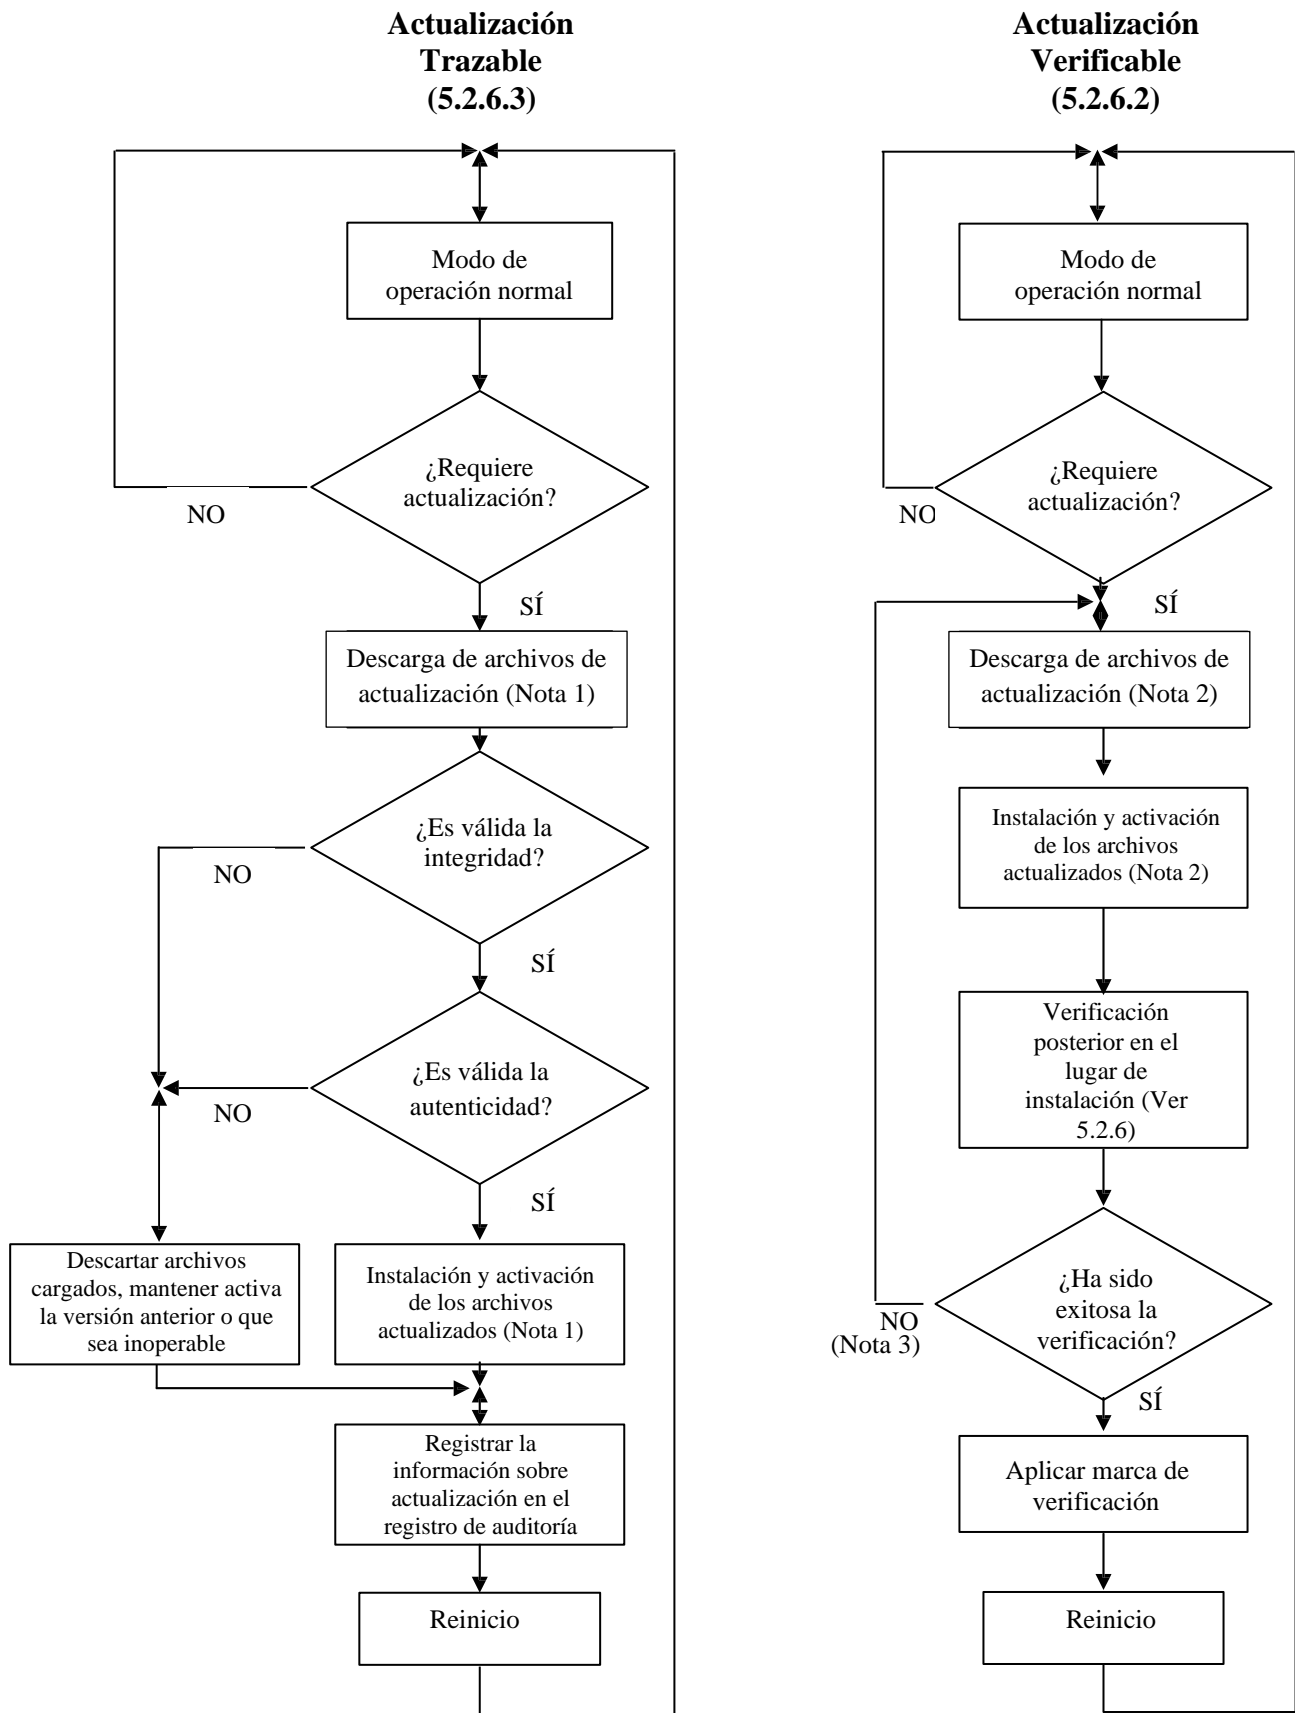 Actualización
Trazable
(5.2.6.3)
Modo de
operación normal
¿Requiere
actualización?
NO
SÍ
Descarga de archivos de
actualización (Nota 1)
¿Es válida la
integridad?
NO
SÍ
¿Es válida la
autenticidad?
NO
SÍ
Descartar archivos
cargados, mantener activa
la versión anterior o que
sea inoperable
Instalación y activación
de los archivos
actualizados (Nota 1)
Registrar la
información sobre
actualización en el
registro de auditoría
Reinicio
Actualización
Verificable
(5.2.6.2)
Modo de
operación normal
¿Requiere
actualización?
NO
SÍ
Descarga de archivos de
actualización (Nota 2)
Instalación y activación
de los archivos
actualizados (Nota 2)
Verificación
posterior en el
lugar de
instalación (Ver
5.2.6)
¿Ha sido
exitosa la
verificación?
NO
(Nota 3)
SÍ
Aplicar marca de
verificación
Reinicio